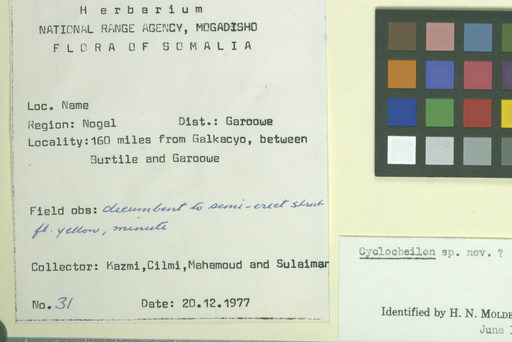 Herbarium
NATIONAL RANGE AGENCY, MOGADISHO
FLORA OF SOMALIA
Loc. Name
Region: Nogal Dist.: Garoowe
Locality: 160 miles from Galkacyo, between
Burtile and Garoowe
Field obs: decumbent to semi-erect shrub
fl. yellow, minute
Collector: Kazmi, Cilmi, Mahamoud and Sulaiman
No. 31 Date: 20.12.1977
Cyclocheilon sp. nov. ?
Identified by H. N. MOLDE
June 1